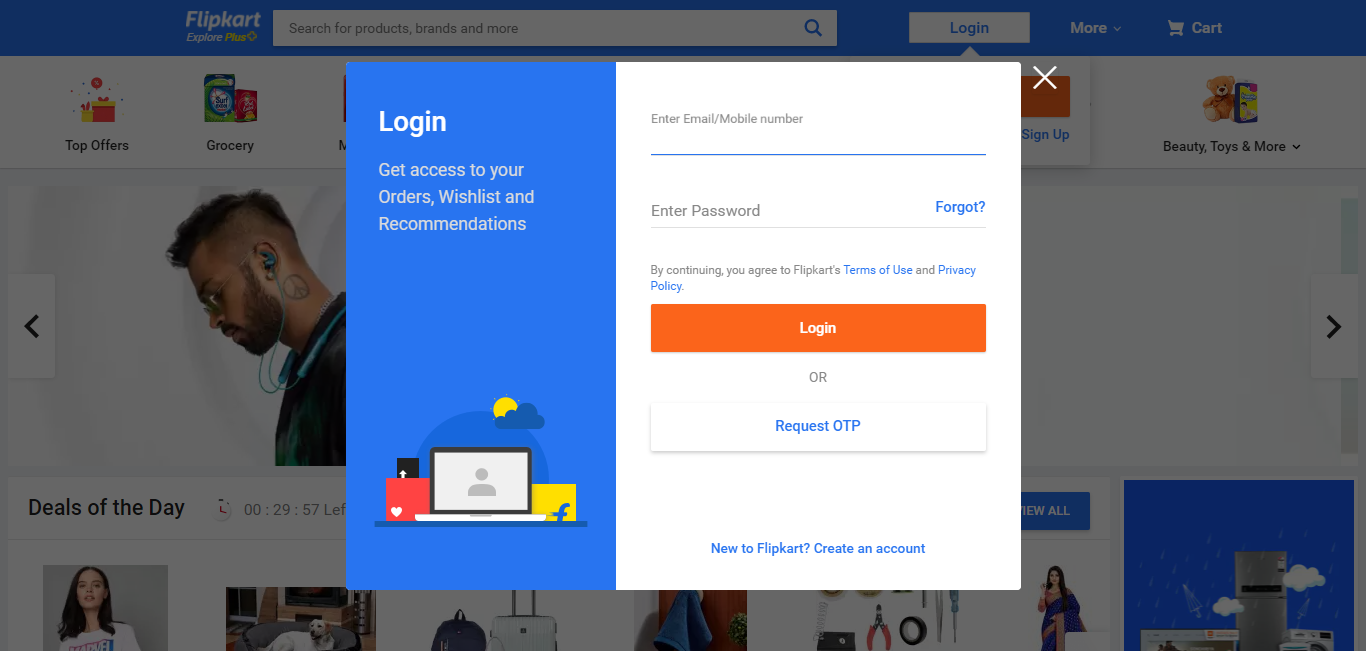 Flipkart
Explore Plus
Search for products, brands and more
Login
More
Cart
Top Offers
Grocery
Sign Up
Beauty, Toys & More
Login
Get access to your
Orders, Wishlist and
Recommendations
Enter Email/Mobile number
Enter Password
Forgot?
By continuing, you agree to Flipkart's Terms of Use and Privacy
Policy.
Login
OR
Request OTP
New to Flipkart? Create an account
Deals of the Day
00 : 29 : 57 Lef
VIEW ALL
MARVEL